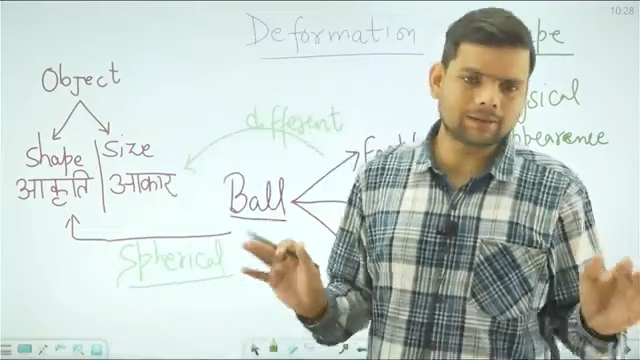 10:28
Deformation
Object
Shape | Size
आकृति | आकार
different
Ball
Spherical